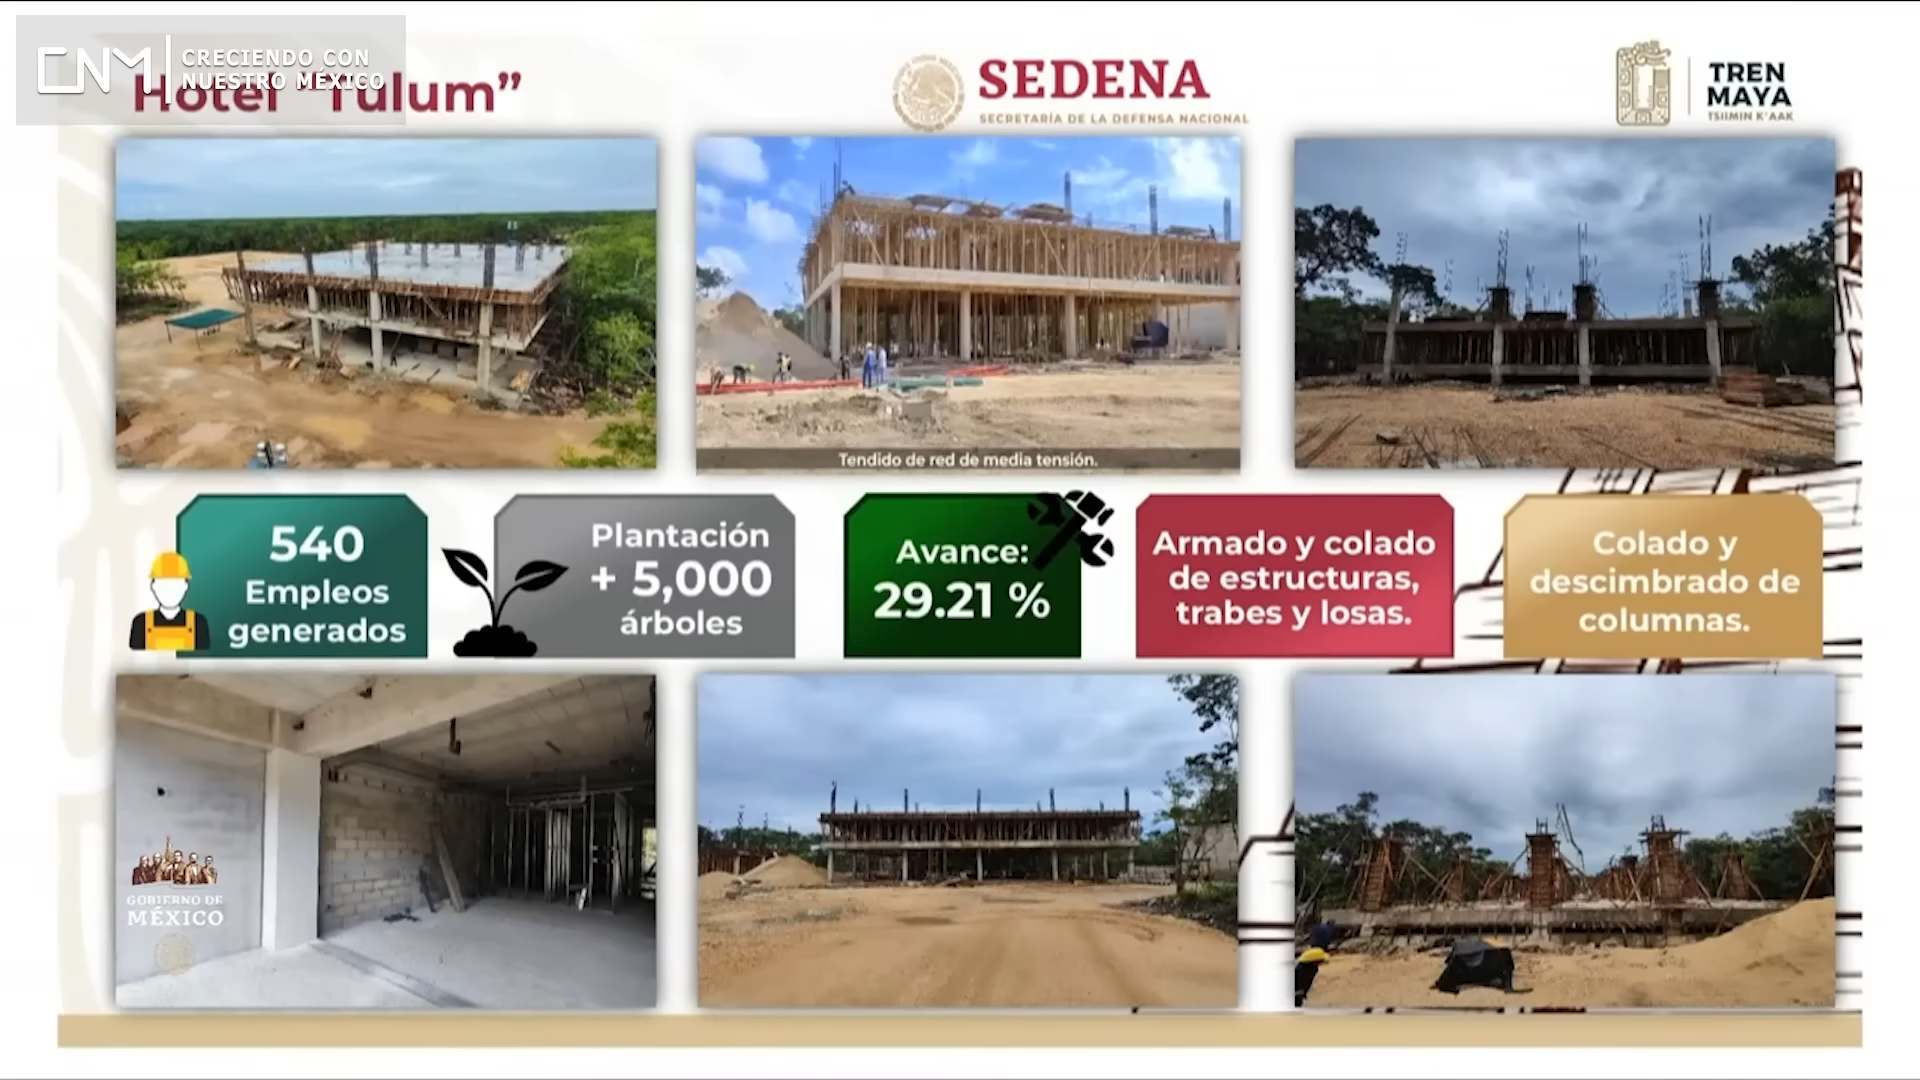 CNM
CRECIENDO CON
NUESTRO MÉXICO
Hotel "Tulum”
SEDENA
SECRETARÍA DE LA DEFENSA NACIONAL
TREN
MAYA
TSIIMIN K'AAK
Tendido de red de media tensión.
540
Empleos
generados
Plantación
+ 5,000
árboles
Avance:
29.21 %
Armado y colado
de estructuras,
trabes y losas.
Colado y
descimbrado de
columnas.
GOBIERNO DE
MÉXICO